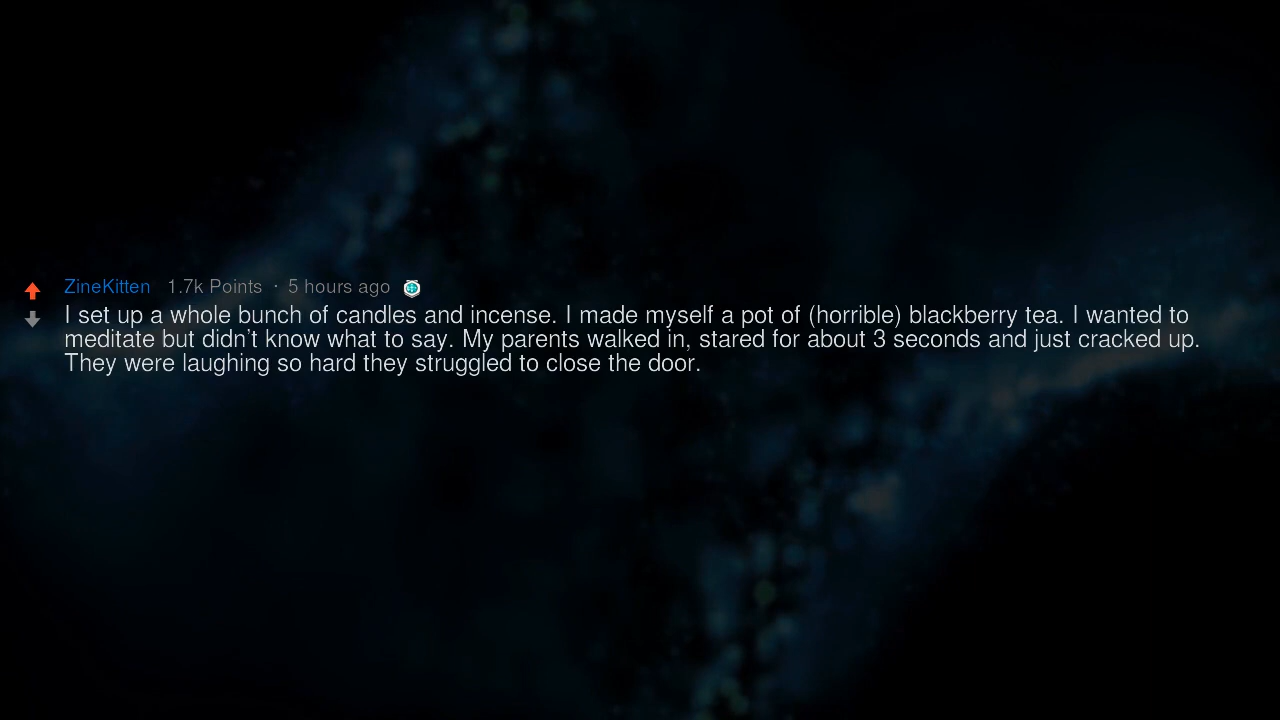 ZineKitten 1.7k Points · 5 hours ago
I set up a whole bunch of candles and incense. I made myself a pot of (horrible) blackberry tea. I wanted to
meditate but didn't know what to say. My parents walked in, stared for about 3 seconds and just cracked up.
They were laughing so hard they struggled to close the door.